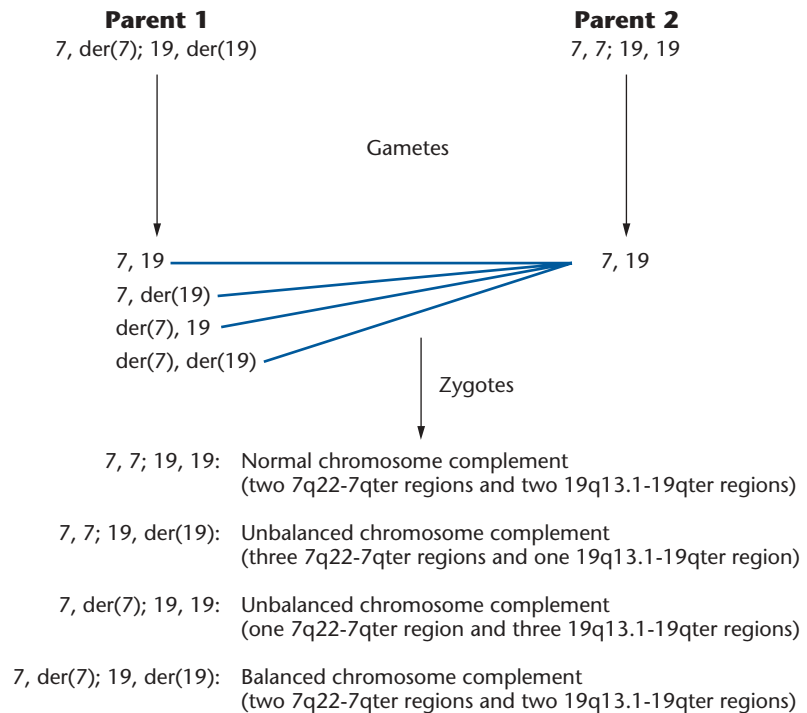 Parent 1
7, der(7); 19, der(19)
Parent 2
7, 7; 19, 19
Gametes
7, 19
7, 19
7, der(19)
der(7), 19
der(7), der(19)
Zygotes
7, 7; 19, 19: Normal chromosome complement
(two 7q22-7qter regions and two 19q13.1-19qter regions)
7, 7; 19, der(19): Unbalanced chromosome complement
(three 7q22-7qter regions and one 19q13.1-19qter region)
7, der(7); 19, 19: Unbalanced chromosome complement
(one 7q22-7qter region and three 19q13.1-19qter regions)
7, der(7); 19, der(19): Balanced chromosome complement
(two 7q22-7qter regions and two 19q13.1-19qter regions)